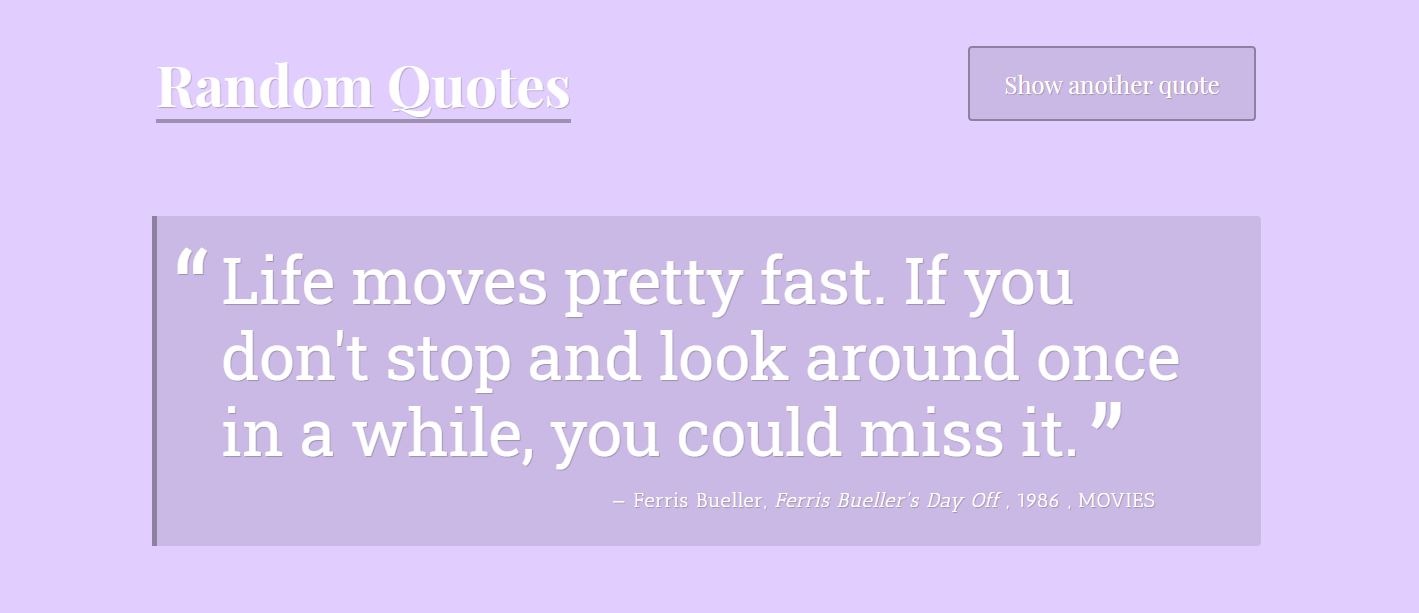 Random Quotes
Show another quote
“Life moves pretty fast. If you
don't stop and look around once
in a while, you could miss it.”
– Ferris Bueller, Ferris Bueller's Day Off , 1986 , MOVIES